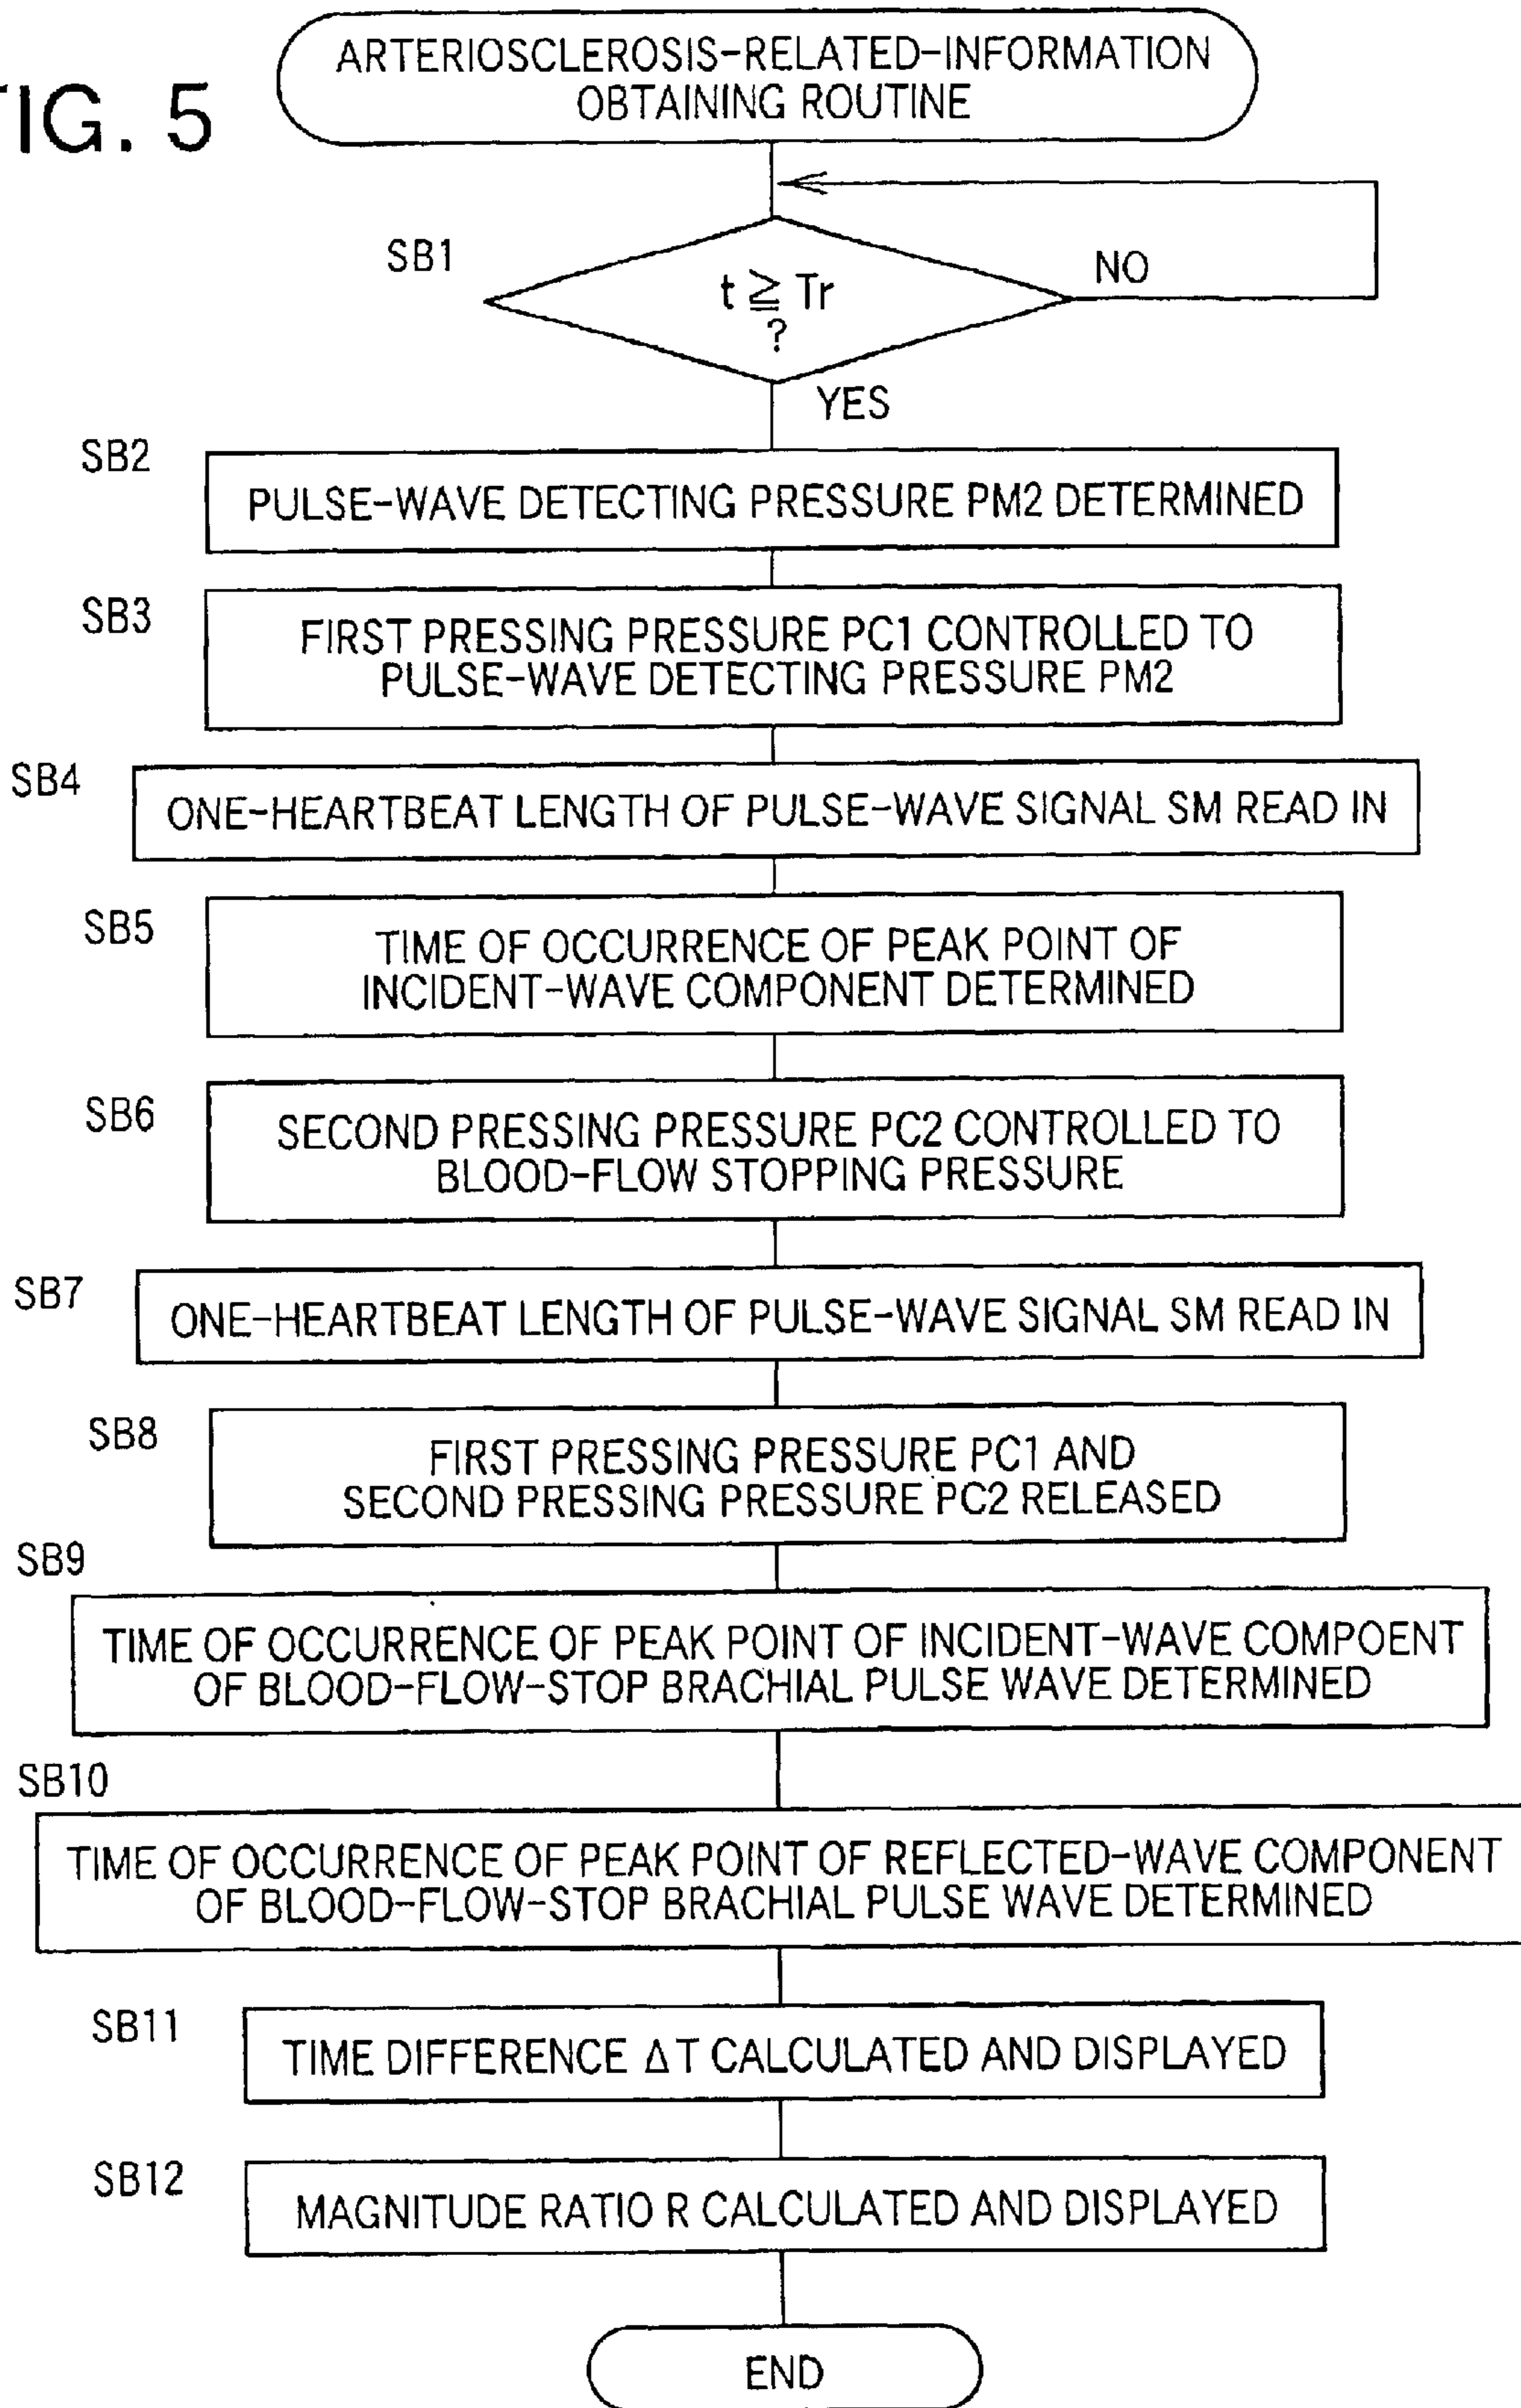 FIG. 5
ARTERIOSCLEROSIS-RELATED-INFORMATION
OBTAINING ROUTINE
SB1
t ≧ Tr
?
NO
YES
SB2
PULSE-WAVE DETECTING PRESSURE PM2 DETERMINED
SB3
FIRST PRESSING PRESSURE PC1 CONTROLLED TO
PULSE-WAVE DETECTING PRESSURE PM2
SB4
ONE-HEARTBEAT LENGTH OF PULSE-WAVE SIGNAL SM READ IN
SB5
TIME OF OCCURRENCE OF PEAK POINT OF
INCIDENT-WAVE COMPONENT DETERMINED
SB6
SECOND PRESSING PRESSURE PC2 CONTROLLED TO
BLOOD-FLOW STOPPING PRESSURE
SB7
ONE-HEARTBEAT LENGTH OF PULSE-WAVE SIGNAL SM READ IN
SB8
FIRST PRESSING PRESSURE PC1 AND
SECOND PRESSING PRESSURE PC2 RELEASED
SB9
TIME OF OCCURRENCE OF PEAK POINT OF INCIDENT-WAVE COMPOENT
OF BLOOD-FLOW-STOP BRACHIAL PULSE WAVE DETERMINED
SB10
TIME OF OCCURRENCE OF PEAK POINT OF REFLECTED-WAVE COMPONENT
OF BLOOD-FLOW-STOP BRACHIAL PULSE WAVE DETERMINED
SB11
TIME DIFFERENCE ΔT CALCULATED AND DISPLAYED
SB12
MAGNITUDE RATIO R CALCULATED AND DISPLAYED
END